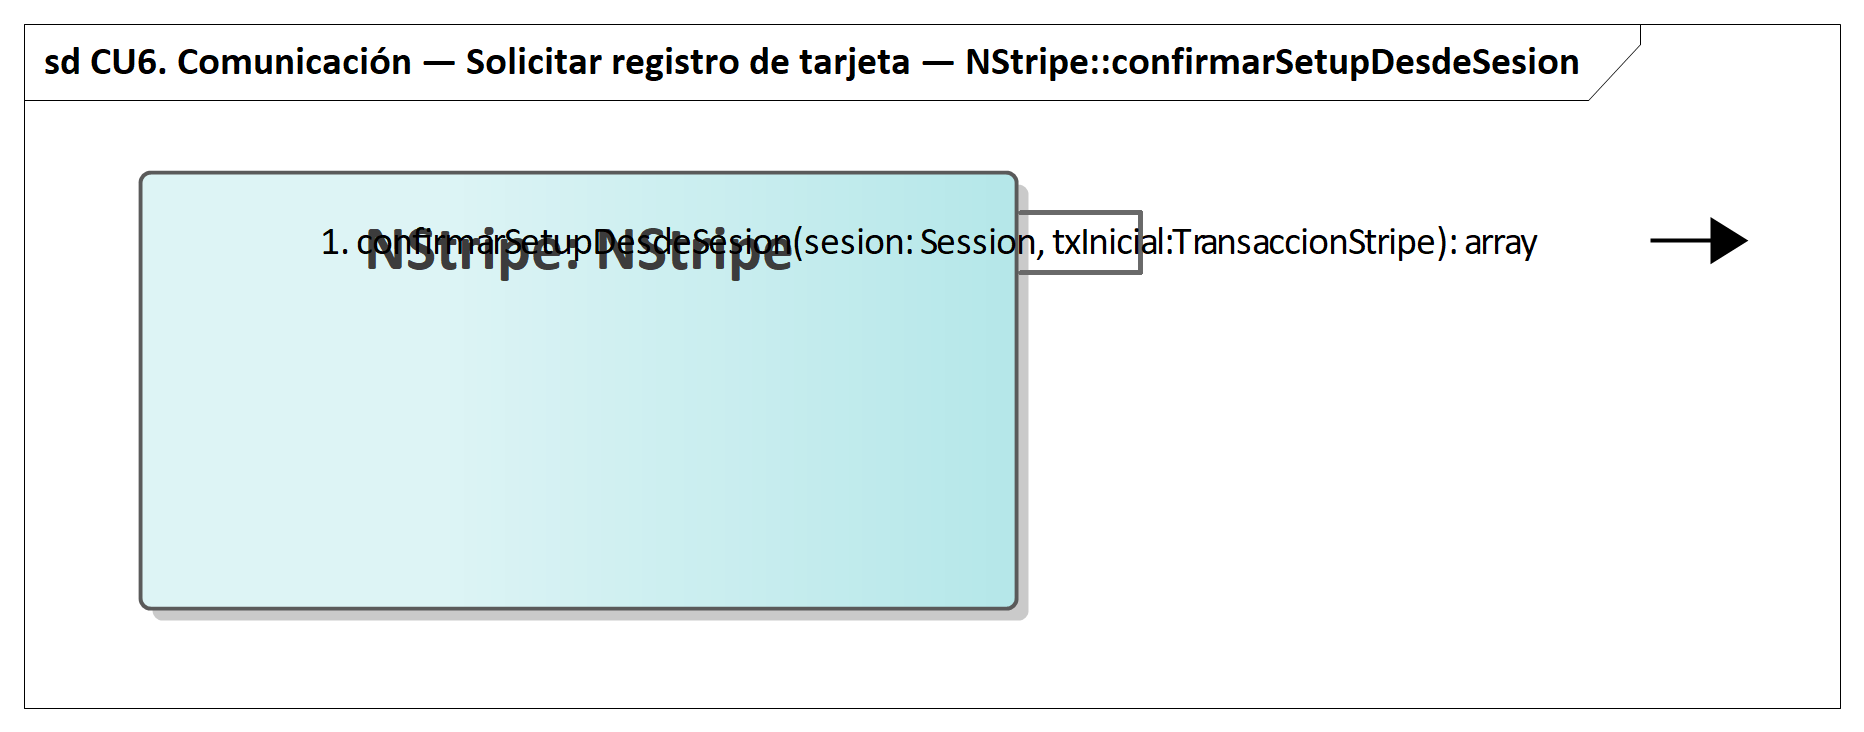 sd CU6. Comunicación — Solicitar registro de tarjeta — NStripe::confirmarSetupDesdeSesion
NStripe: NStripe
1. confirmarSetupDesdeSesion(sesion: Session, txInicial:TransaccionStripe): array